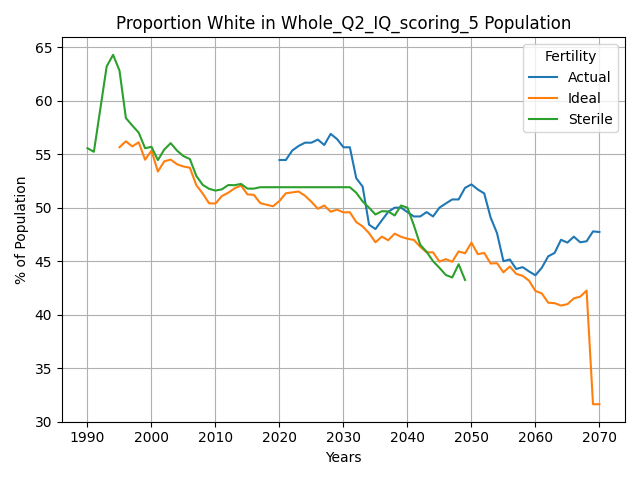 Proportion White in Whole_Q2_IQ_scoring_5 Population
% of Population
65
60
55
50
45
40
35
30
Fertility
Actual
Ideal
Sterile
1990 2000 2010 2020 2030 2040 2050 2060 2070
Years